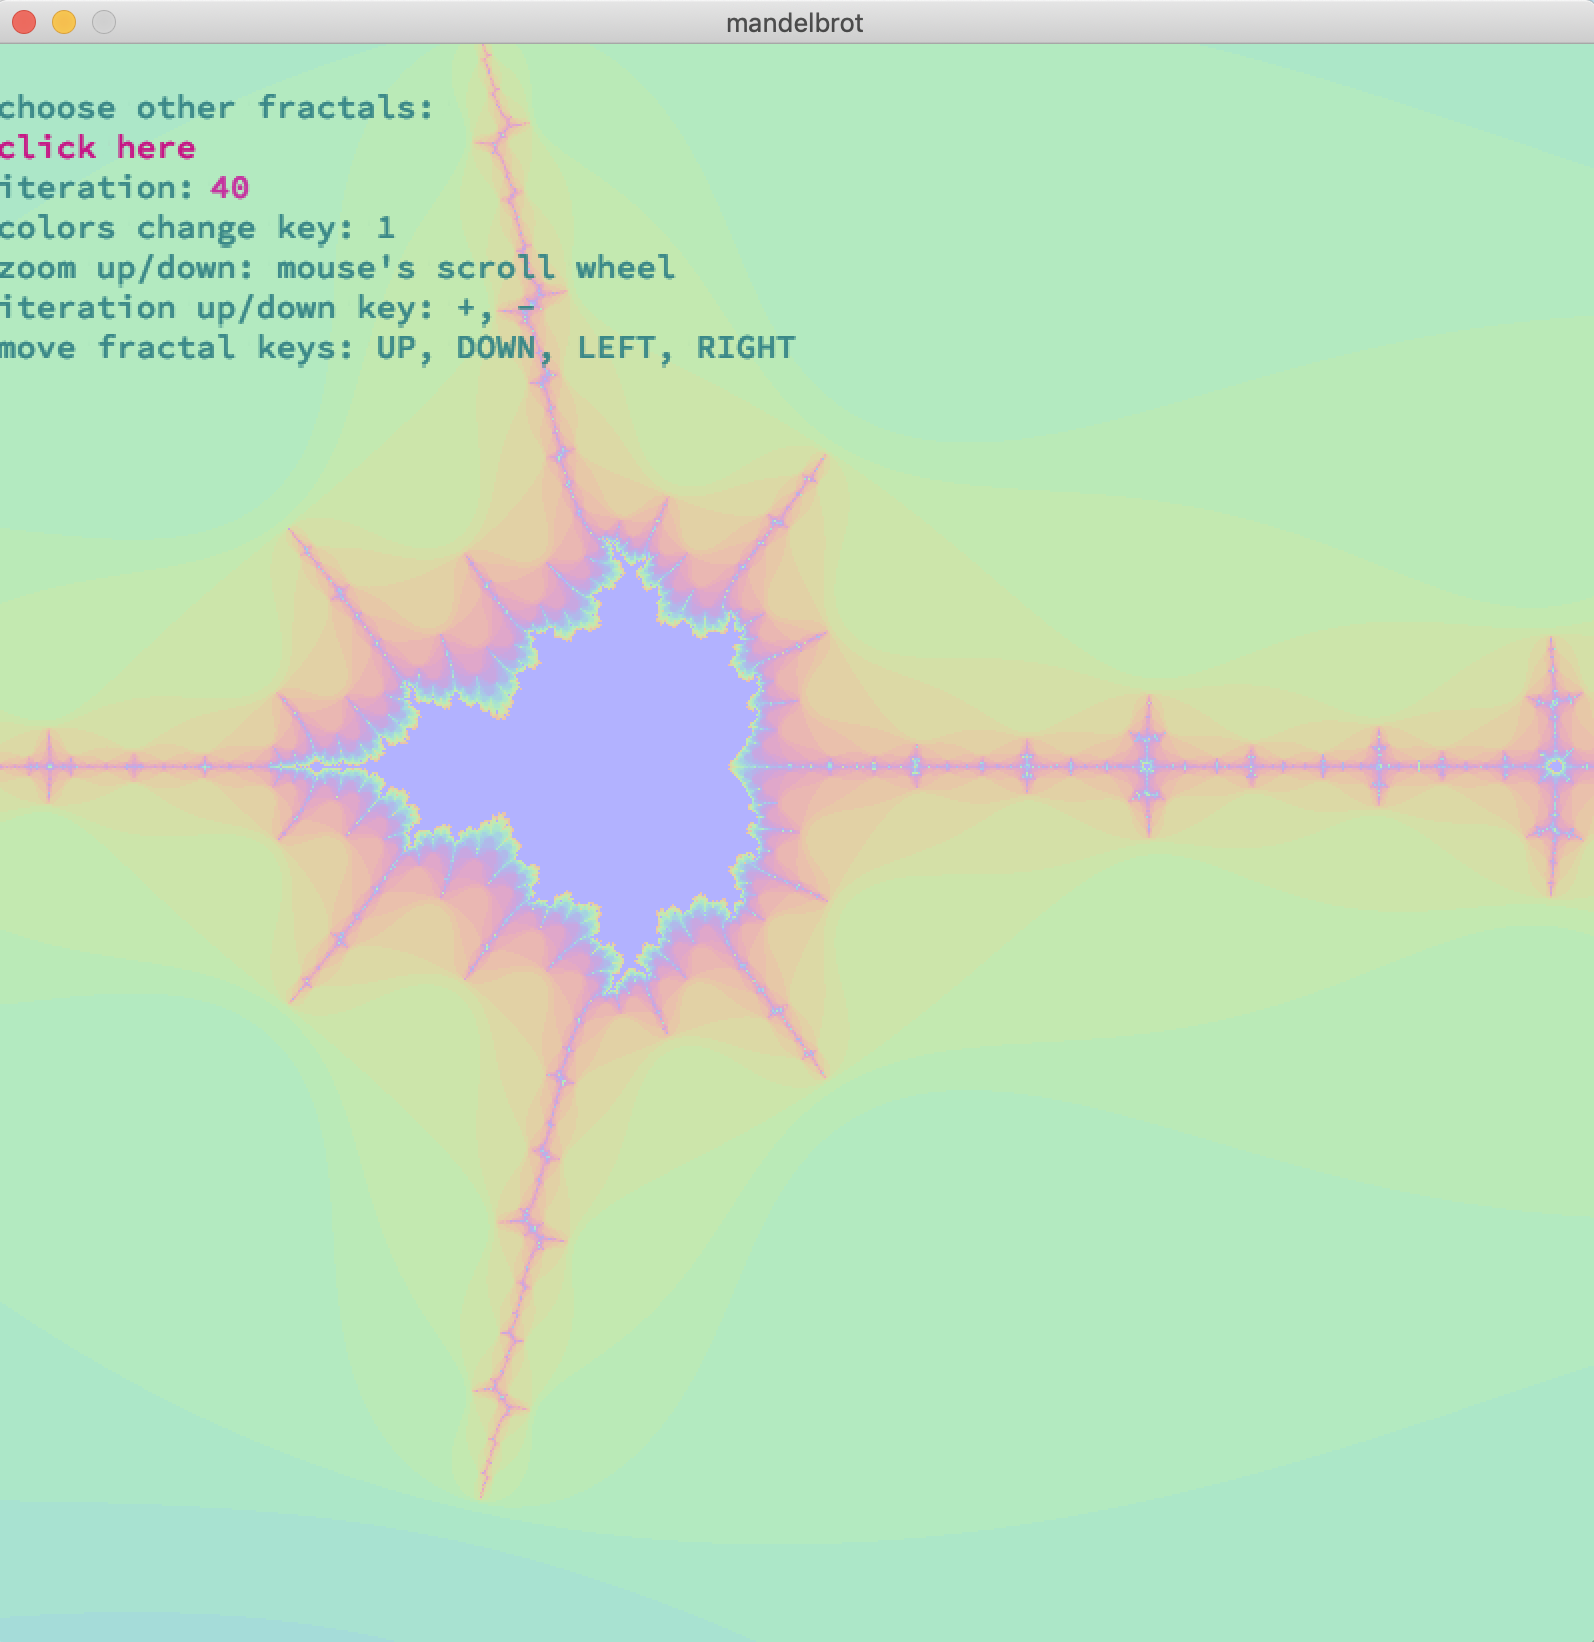 mandelbrot
choose other fractals:
click here
iteration: 40
colors change key: 1
zoom up/down: mouse's scroll wheel
iteration up/down key: +, -
move fractal keys: UP, DOWN, LEFT, RIGHT